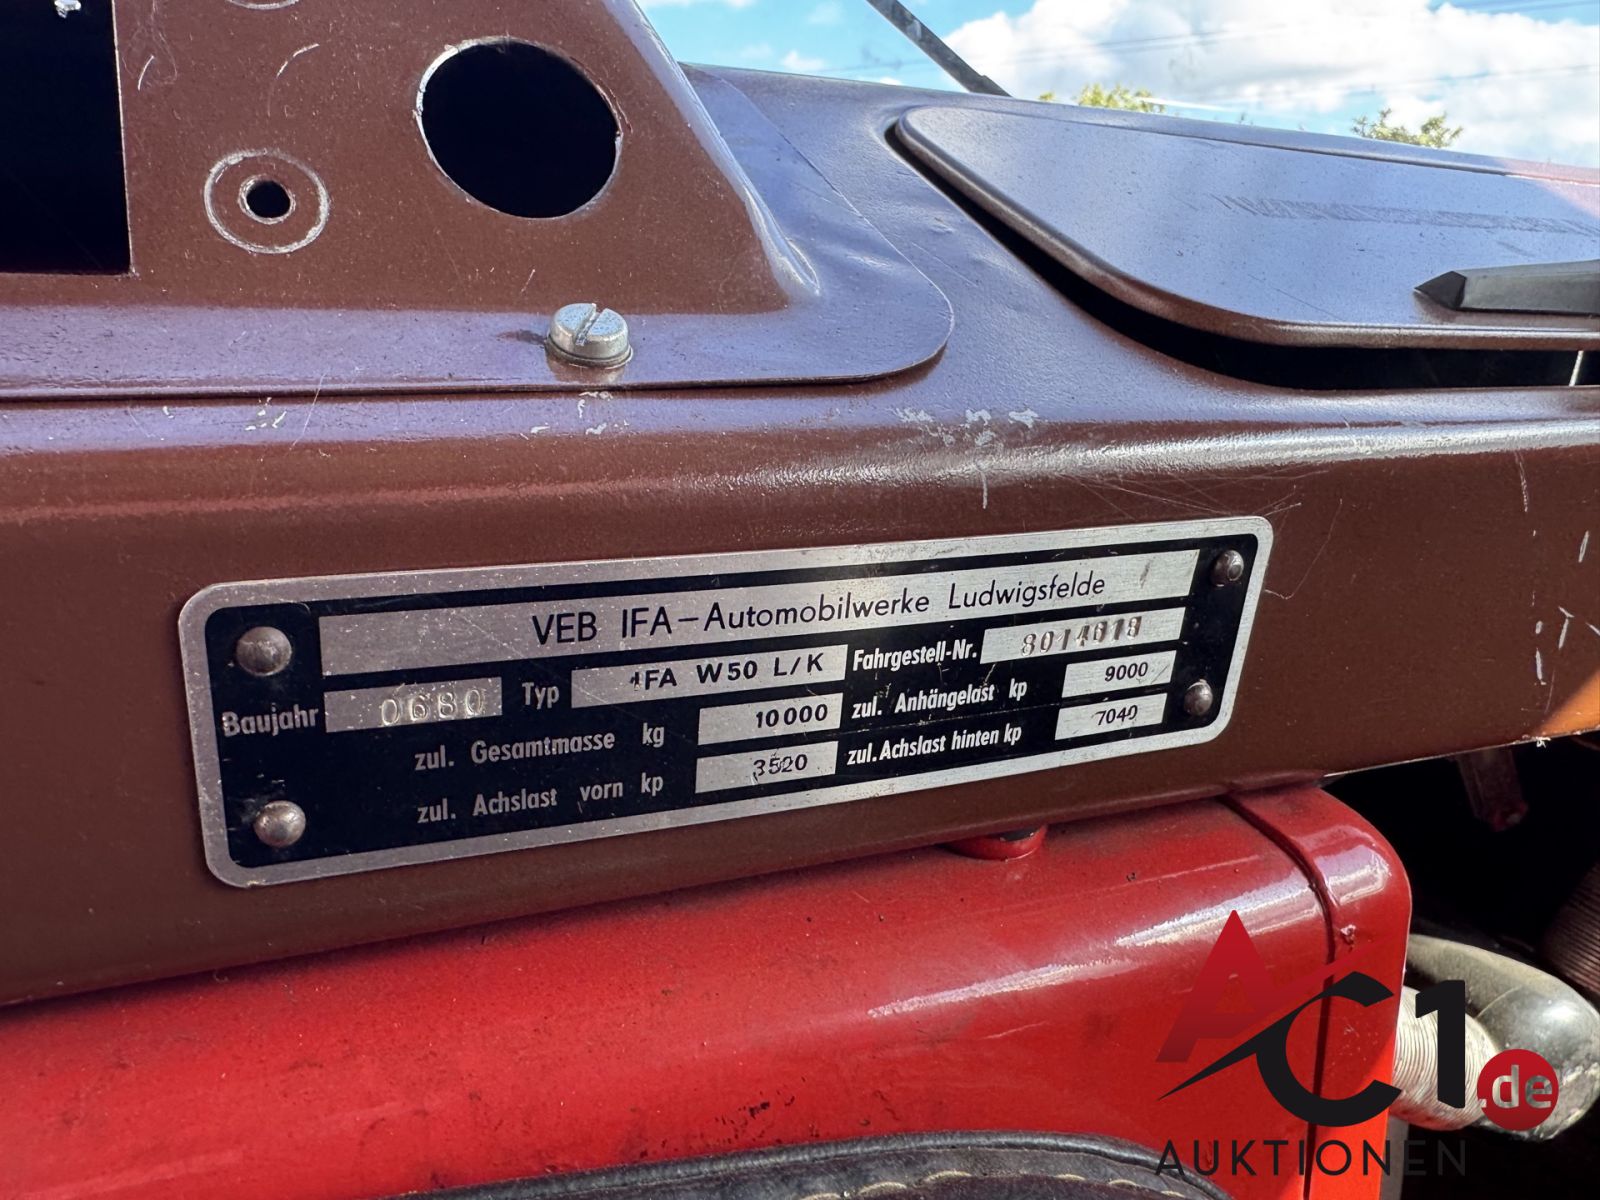 VEB IFA-Automobilwerke Ludwigsfelde
Baujahr 0680 Typ IFA W50 L/K Fahrgestell-Nr.
zul. Gesamtmasse kg 10000 zul. Anhängelast kp 9000
zul. Achslast vorn kp 3520 zul. Achslast hinten kp 7040
AC1.de
AUKTIONEN